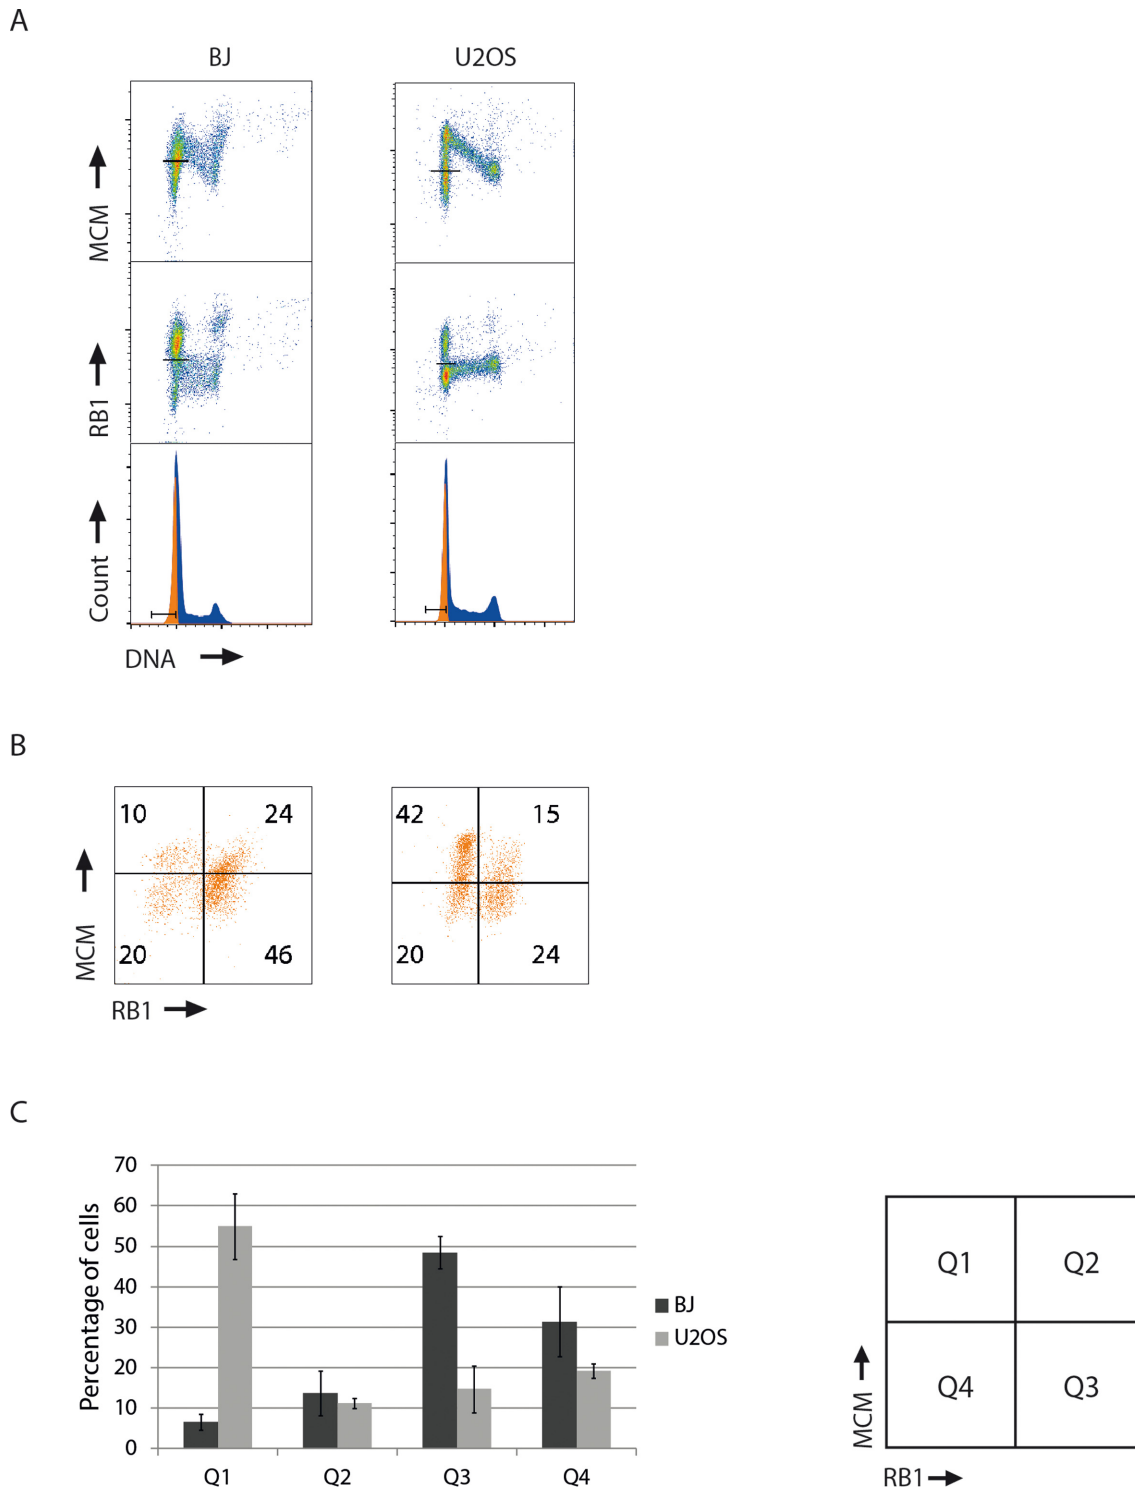 A
BJ
U2OS
MCM
RB1
Count
DNA
B
10
24
20
46
42
15
20
24
MCM
RB1
C
Percentage of cells
70
60
50
40
30
20
10
0
Q1
Q2
Q3
Q4
BJ
U2OS
Q1
Q2
Q4
Q3
MCM
RB1